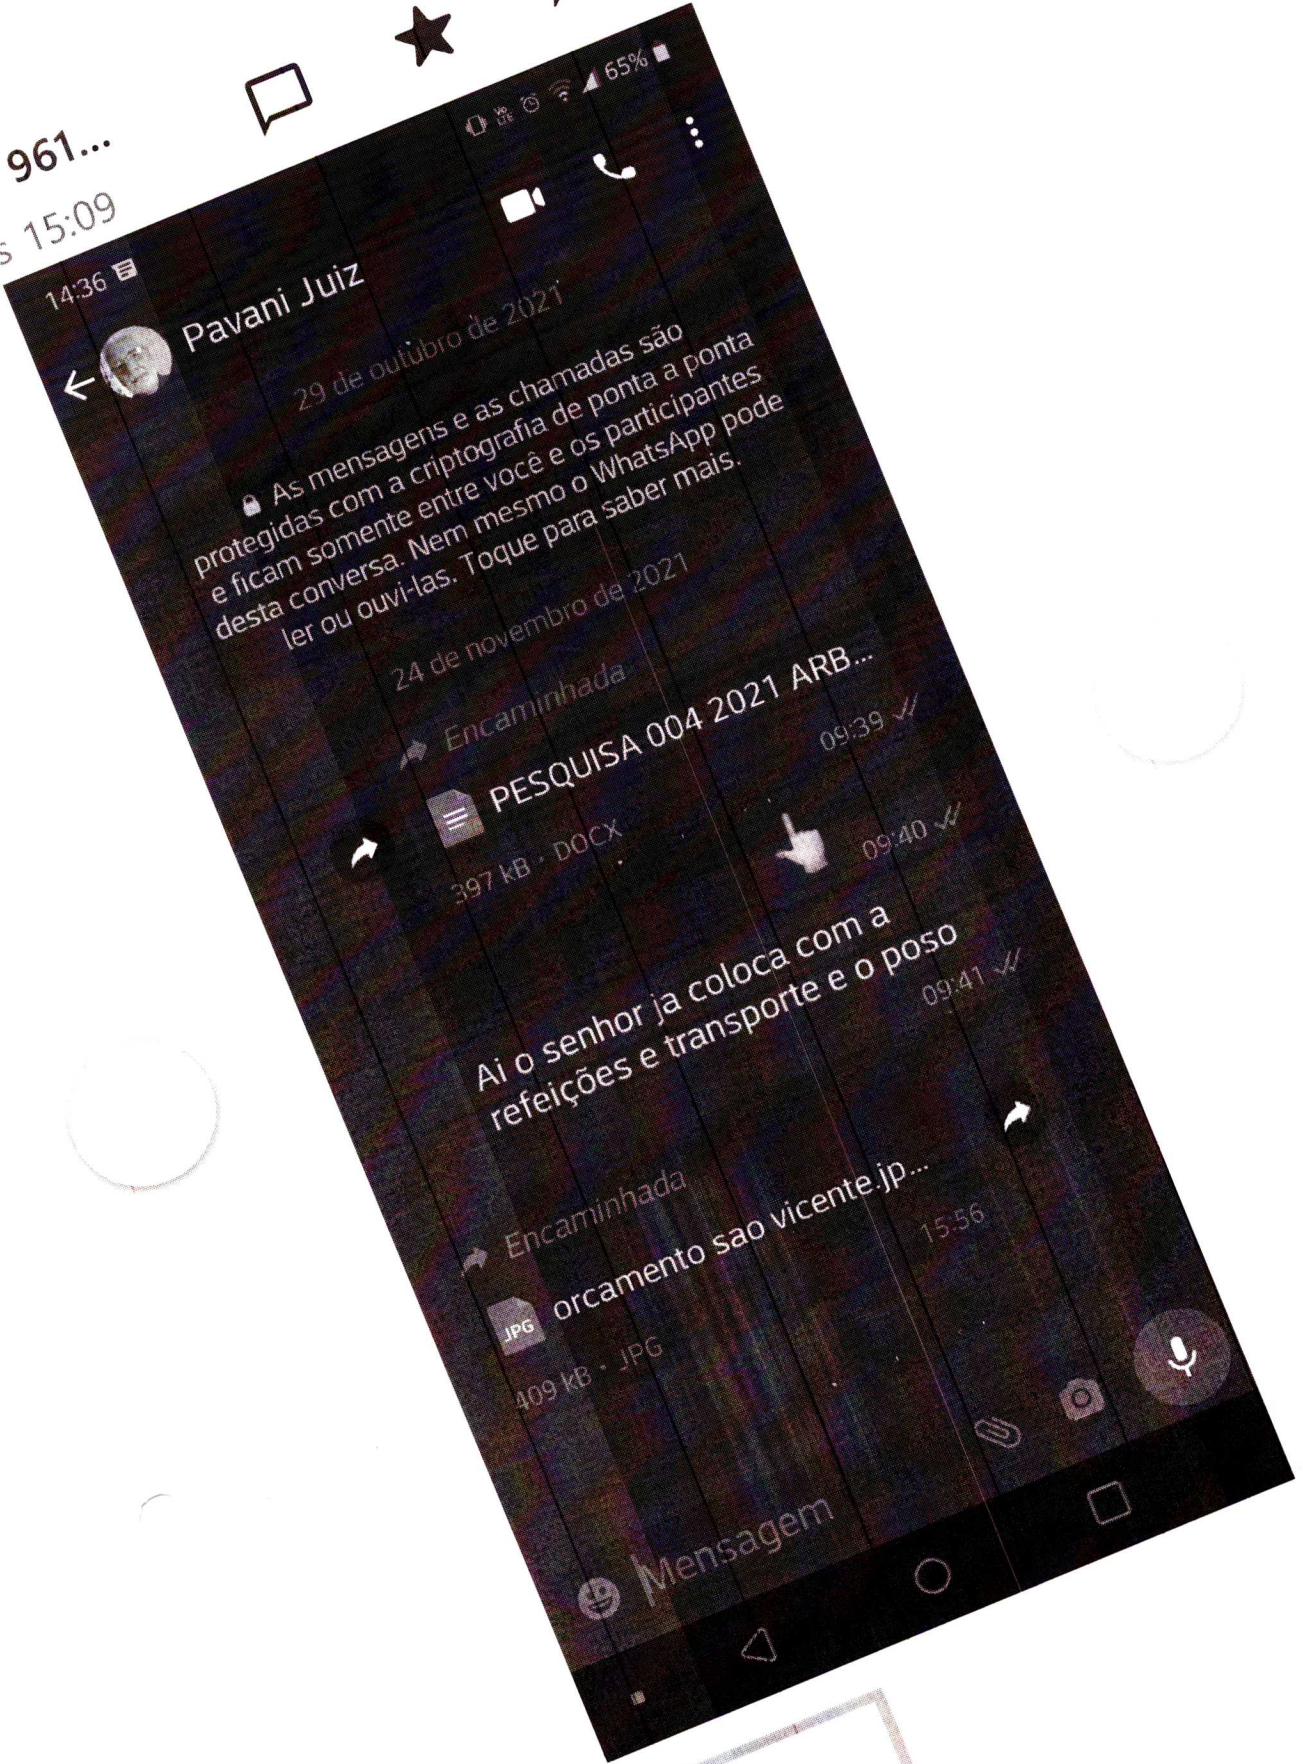 961...
s 15:09
65%
14:36
Pavani Juiz
29 de outubro de 2021
As mensagens e as chamadas são
protegidas com a criptografia de ponta a ponta
e ficam somente entre você e os participantes
desta conversa. Nem mesmo o WhatsApp pode
ler ou ouvi-las. Toque para saber mais.
24 de novembro de 2021
Encaminhada
PESQUISA 004 2021 ARB...
397 kB · DOCX
09:39
09:40
Ai o senhor ja coloca com a
refeições e transporte e o poso
09:41
Encaminhada
orcamento sao vicente.jp...
JPG
409 kB · JPG
15:56
Mensagem